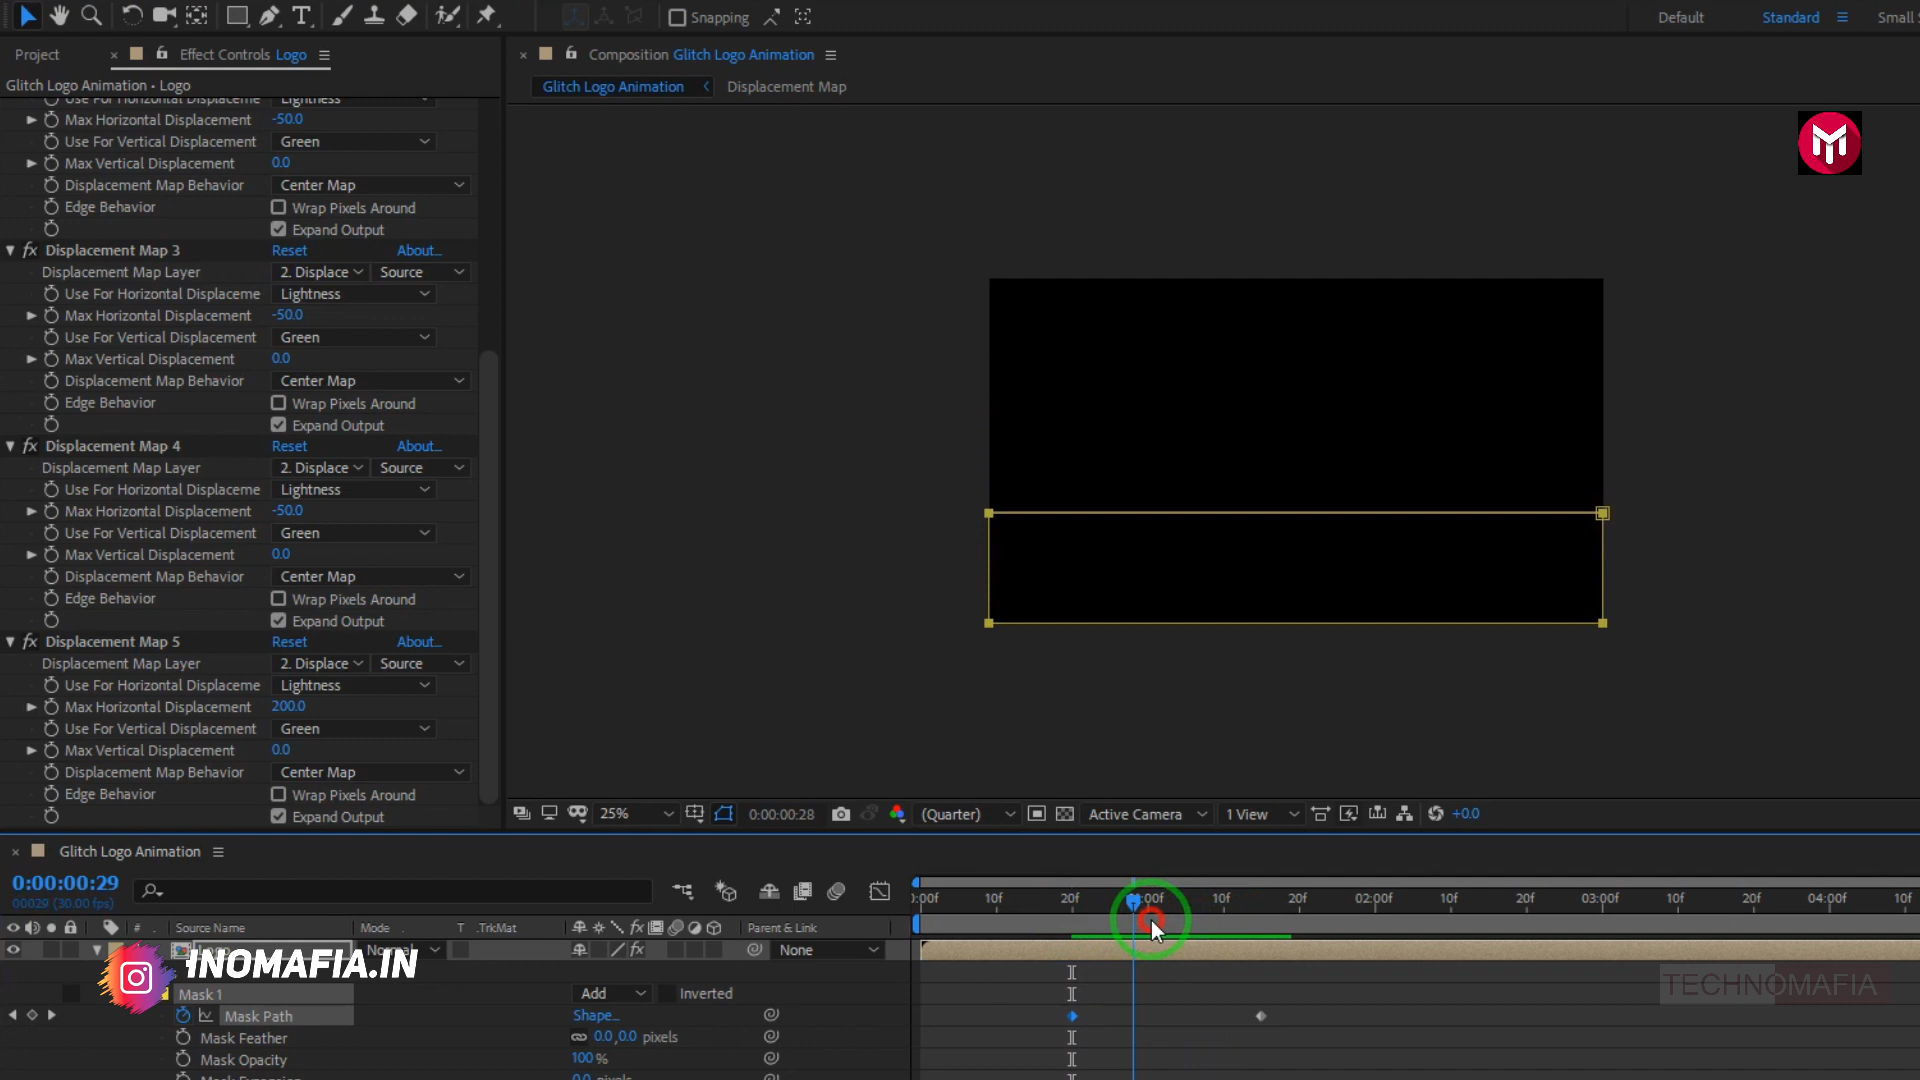 Snapping
Default
Standard
Small S
Project
Effect Controls Logo
Composition Glitch Logo Animation
Glitch Logo Animation • Logo
Glitch Logo Animation
Displacement Map
Use For Horizontal Displaceme Lightness
Max Horizontal Displacement -50.0
Use For Vertical Displacement Green
Max Vertical Displacement 0.0
Displacement Map Behavior Center Map
Edge Behavior Wrap Pixels Around
Expand Output
fx Displacement Map 3 Reset About...
Displacement Map Layer 2. Displace Source
Use For Horizontal Displaceme Lightness
Max Horizontal Displacement -50.0
Use For Vertical Displacement Green
Max Vertical Displacement 0.0
Displacement Map Behavior Center Map
Edge Behavior Wrap Pixels Around
Expand Output
fx Displacement Map 4 Reset About...
Displacement Map Layer 2. Displace Source
Use For Horizontal Displaceme Lightness
Max Horizontal Displacement -50.0
Use For Vertical Displacement Green
Max Vertical Displacement 0.0
Displacement Map Behavior Center Map
Edge Behavior Wrap Pixels Around
Expand Output
fx Displacement Map 5 Reset About...
Displacement Map Layer 2. Displace Source
Use For Horizontal Displaceme Lightness
Max Horizontal Displacement 200.0
Use For Vertical Displacement Green
Max Vertical Displacement 0.0
Displacement Map Behavior Center Map
Edge Behavior Wrap Pixels Around
Expand Output
25% 0:00:00:28 (Quarter) Active Camera 1 View +0.0
Glitch Logo Animation
0:00:00:29
00029 (30.00 fps)
:00f 10f 20f 10f 20f 02:00f 10f 20f 03:00f 10f 20f 04:00f 10f
# Source Name Mode T .TrkMat Parent & Link
None
INOMAFIA.IN
TECHNOMAFIA
Mask 1 Add Inverted
Mask Path Shape...
Mask Feather 0.0,0.0 pixels
Mask Opacity 100 %